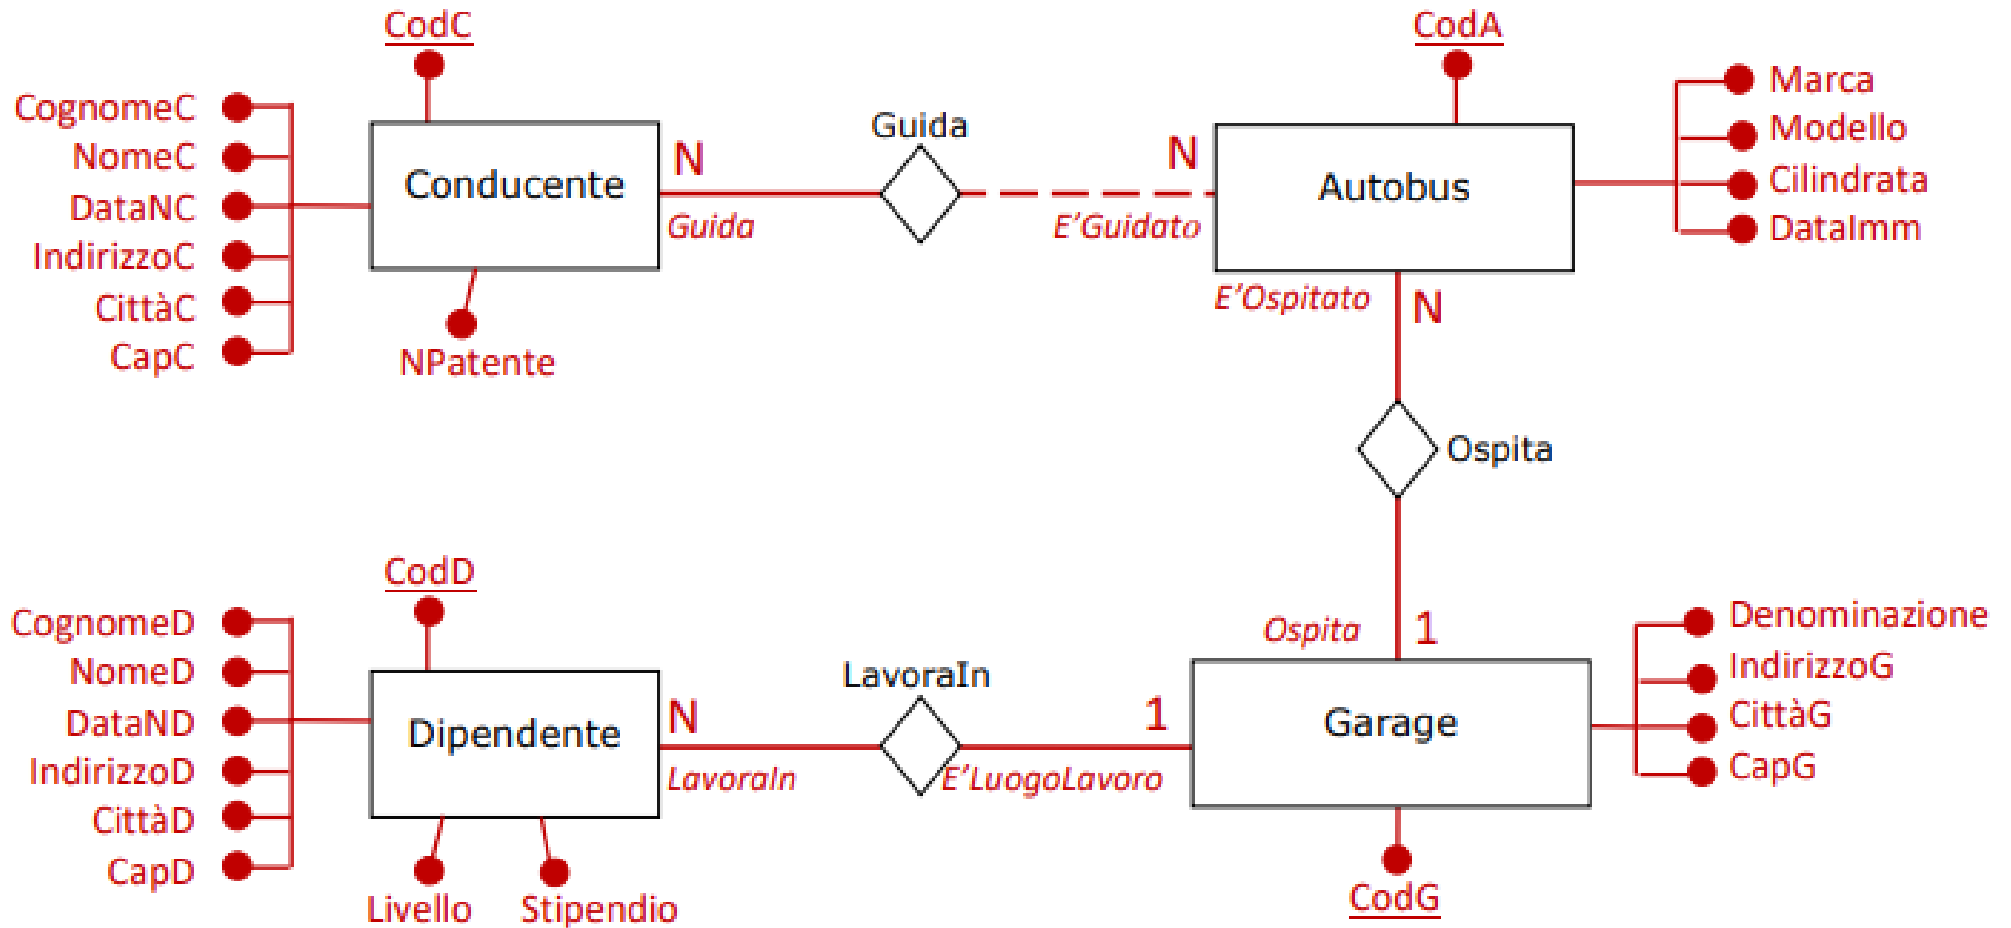 CodC
CognomeC
NomeC
DataNC
IndirizzoC
CittàC
CapC
Conducente
NPatente
N
Guida
Guida
N
E'Guidato
CodA
Autobus
Marca
Modello
Cilindrata
DataImm
E'Ospitato
N
Ospita
Ospita
1
CodD
CognomeD
NomeD
DataND
IndirizzoD
CittàD
CapD
Dipendente
Livello
Stipendio
N
LavoraIn
LavoraIn
1
E'LuogoLavoro
Garage
Denominazione
IndirizzoG
CittàG
CapG
CodG